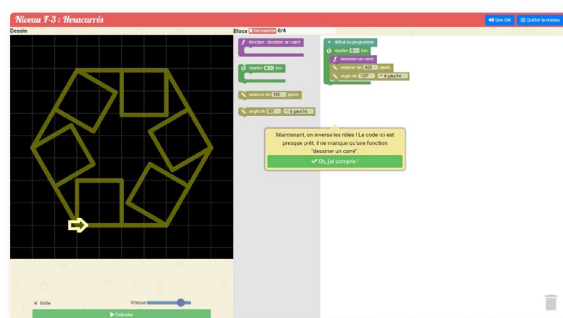 Niveau F-3 : Hexacarrés
Son ON
Quitter le niveau
Dessin
Blocs
0/4
fonction : dessiner un carré
répéter fois
avancer de pixels
angle de à gauche
début du programme
répéter fois
dessiner un carré
avancer de 400 pixels
angle de à gauche
Maintenant, on inverse les rôles ! Le code ici est
presque prêt, il ne manque qu'une fonction
"dessiner un carré".
Ok, j'ai compris !
Grille
Vitesse
Exécuter